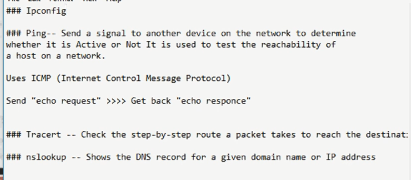 ### Ipconfig
### Ping-- Send a signal to another device on the network to determine
whether it is Active or Not It is used to test the reachability of
a host on a network.
Uses ICMP (Internet Control Message Protocol)
Send "echo request" >>>> Get back "echo responce"
### Tracert -- Check the step-by-step route a packet takes to reach the destinat
### nslookup -- Shows the DNS record for a given domain name or IP address